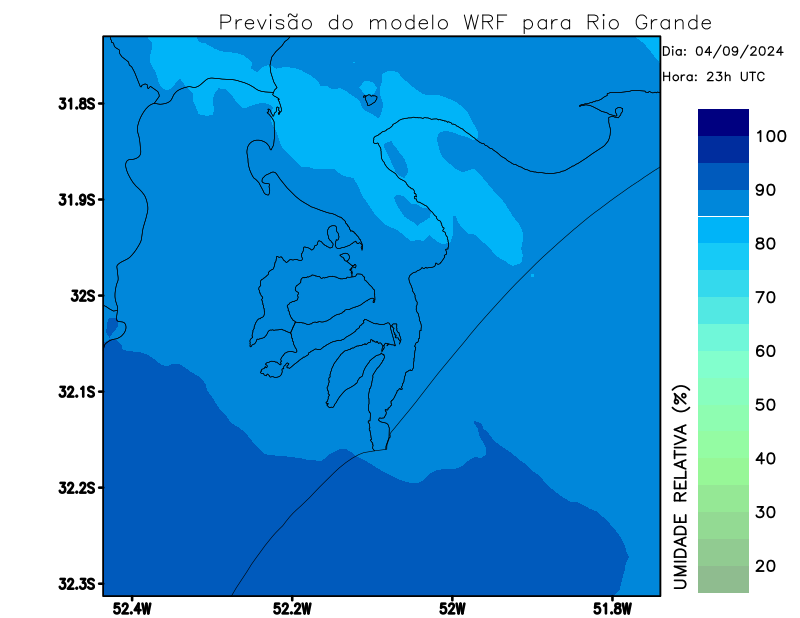 Previsão do modelo WRF para Rio Grande
Dia: 04/09/2024
Hora: 23h UTC
31.8S
31.9S
32S
32.1S
32.2S
32.3S
52.4W
52.2W
52W
51.8W
UMIDADE RELATIVA (%)
100
90
80
70
60
50
40
30
20